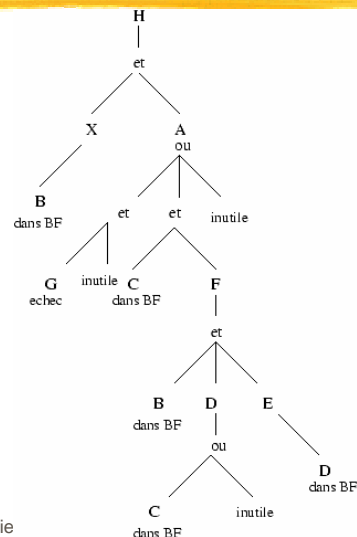 H
et
X A
ou
B
dans BF
et et inutile
G inutile C F
echec dans BF
et
B D E
dans BF
ou
D
dans BF
C inutile
dans BF
ie